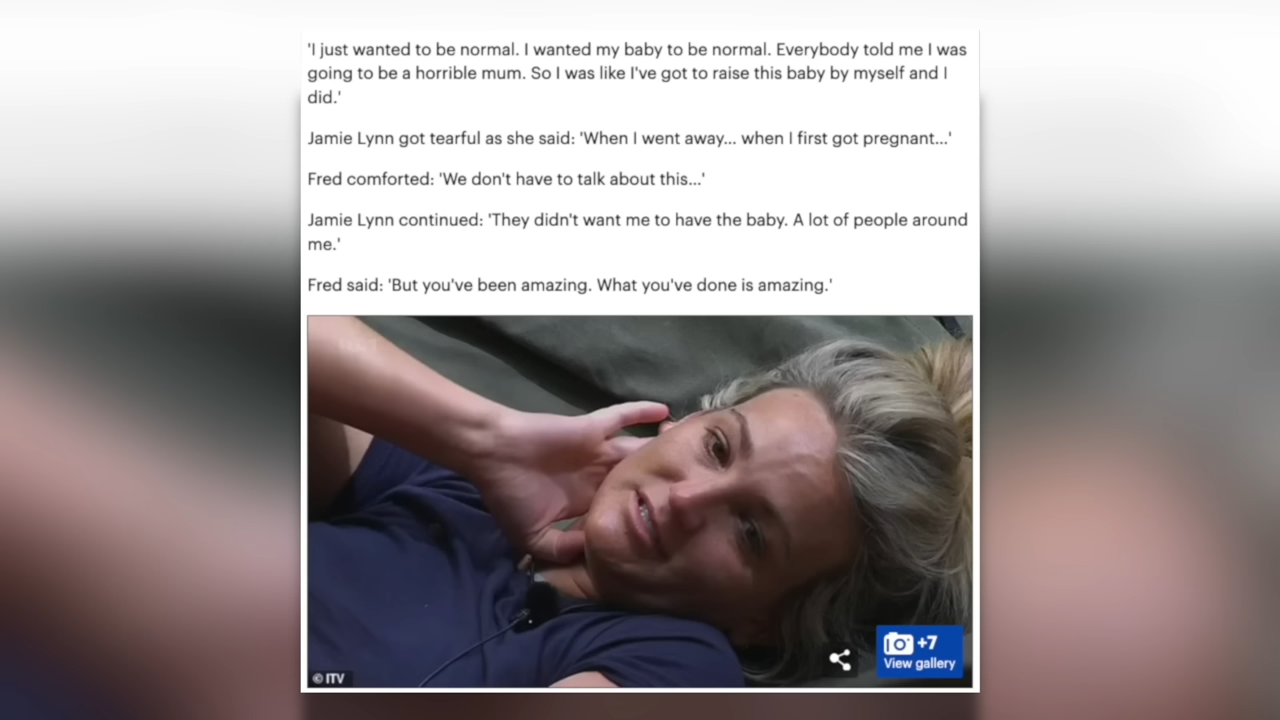 'I just wanted to be normal. I wanted my baby to be normal. Everybody told me I was
going to be a horrible mum. So I was like I've got to raise this baby by myself and I
did.'
Jamie Lynn got tearful as she said: 'When I went away... when I first got pregnant...'
Fred comforted: 'We don't have to talk about this...'
Jamie Lynn continued: 'They didn't want me to have the baby. A lot of people around
me.'
Fred said: 'But you've been amazing. What you've done is amazing.'
+7
View gallery
© ITV